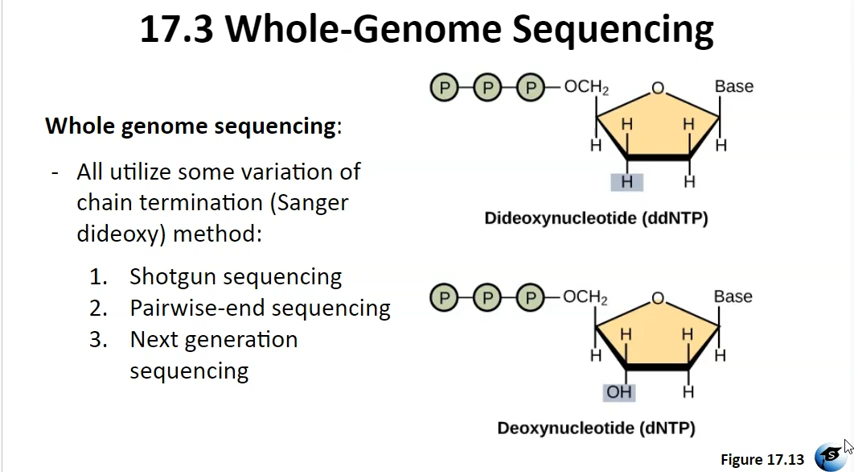 17.3 Whole-Genome Sequencing
Whole genome sequencing:
- All utilize some variation of
chain termination (Sanger
dideoxy) method:
1. Shotgun sequencing
2. Pairwise-end sequencing
3. Next generation
sequencing
P P P OCH₂ O Base
H H
H H
H H
Dideoxynucleotide (ddNTP)
P P P OCH₂ O Base
H H
H H
OH H
Deoxynucleotide (dNTP)
Figure 17.13
S